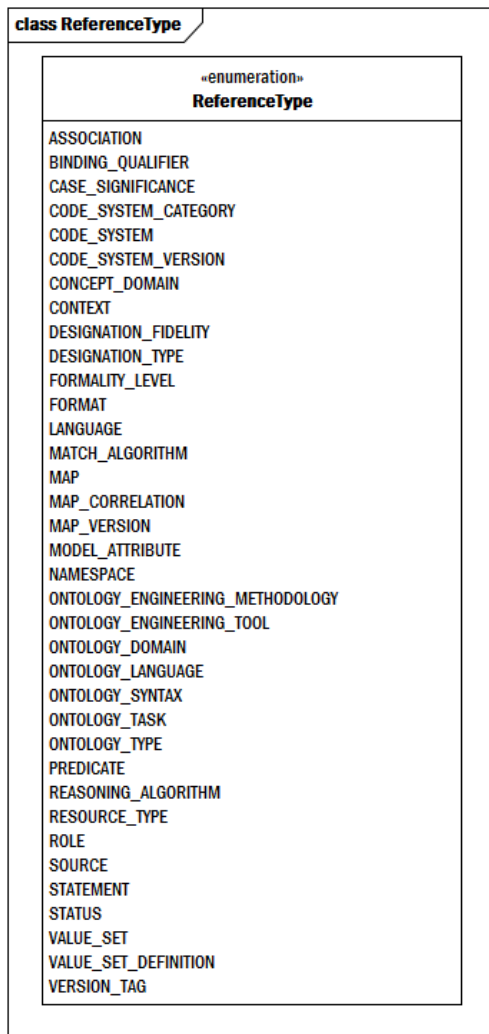 class ReferenceType
«enumeration»
ReferenceType
ASSOCIATION
BINDING_QUALIFIER
CASE_SIGNIFICANCE
CODE_SYSTEM_CATEGORY
CODE_SYSTEM
CODE_SYSTEM_VERSION
CONCEPT_DOMAIN
CONTEXT
DESIGNATION_FIDELITY
DESIGNATION_TYPE
FORMALITY_LEVEL
FORMAT
LANGUAGE
MATCH_ALGORITHM
MAP
MAP_CORRELATION
MAP_VERSION
MODEL_ATTRIBUTE
NAMESPACE
ONTOLOGY_ENGINEERING_METHODOLOGY
ONTOLOGY_ENGINEERING_TOOL
ONTOLOGY_DOMAIN
ONTOLOGY_LANGUAGE
ONTOLOGY_SYNTAX
ONTOLOGY_TASK
ONTOLOGY_TYPE
PREDICATE
REASONING_ALGORITHM
RESOURCE_TYPE
ROLE
SOURCE
STATEMENT
STATUS
VALUE_SET
VALUE_SET_DEFINITION
VERSION_TAG